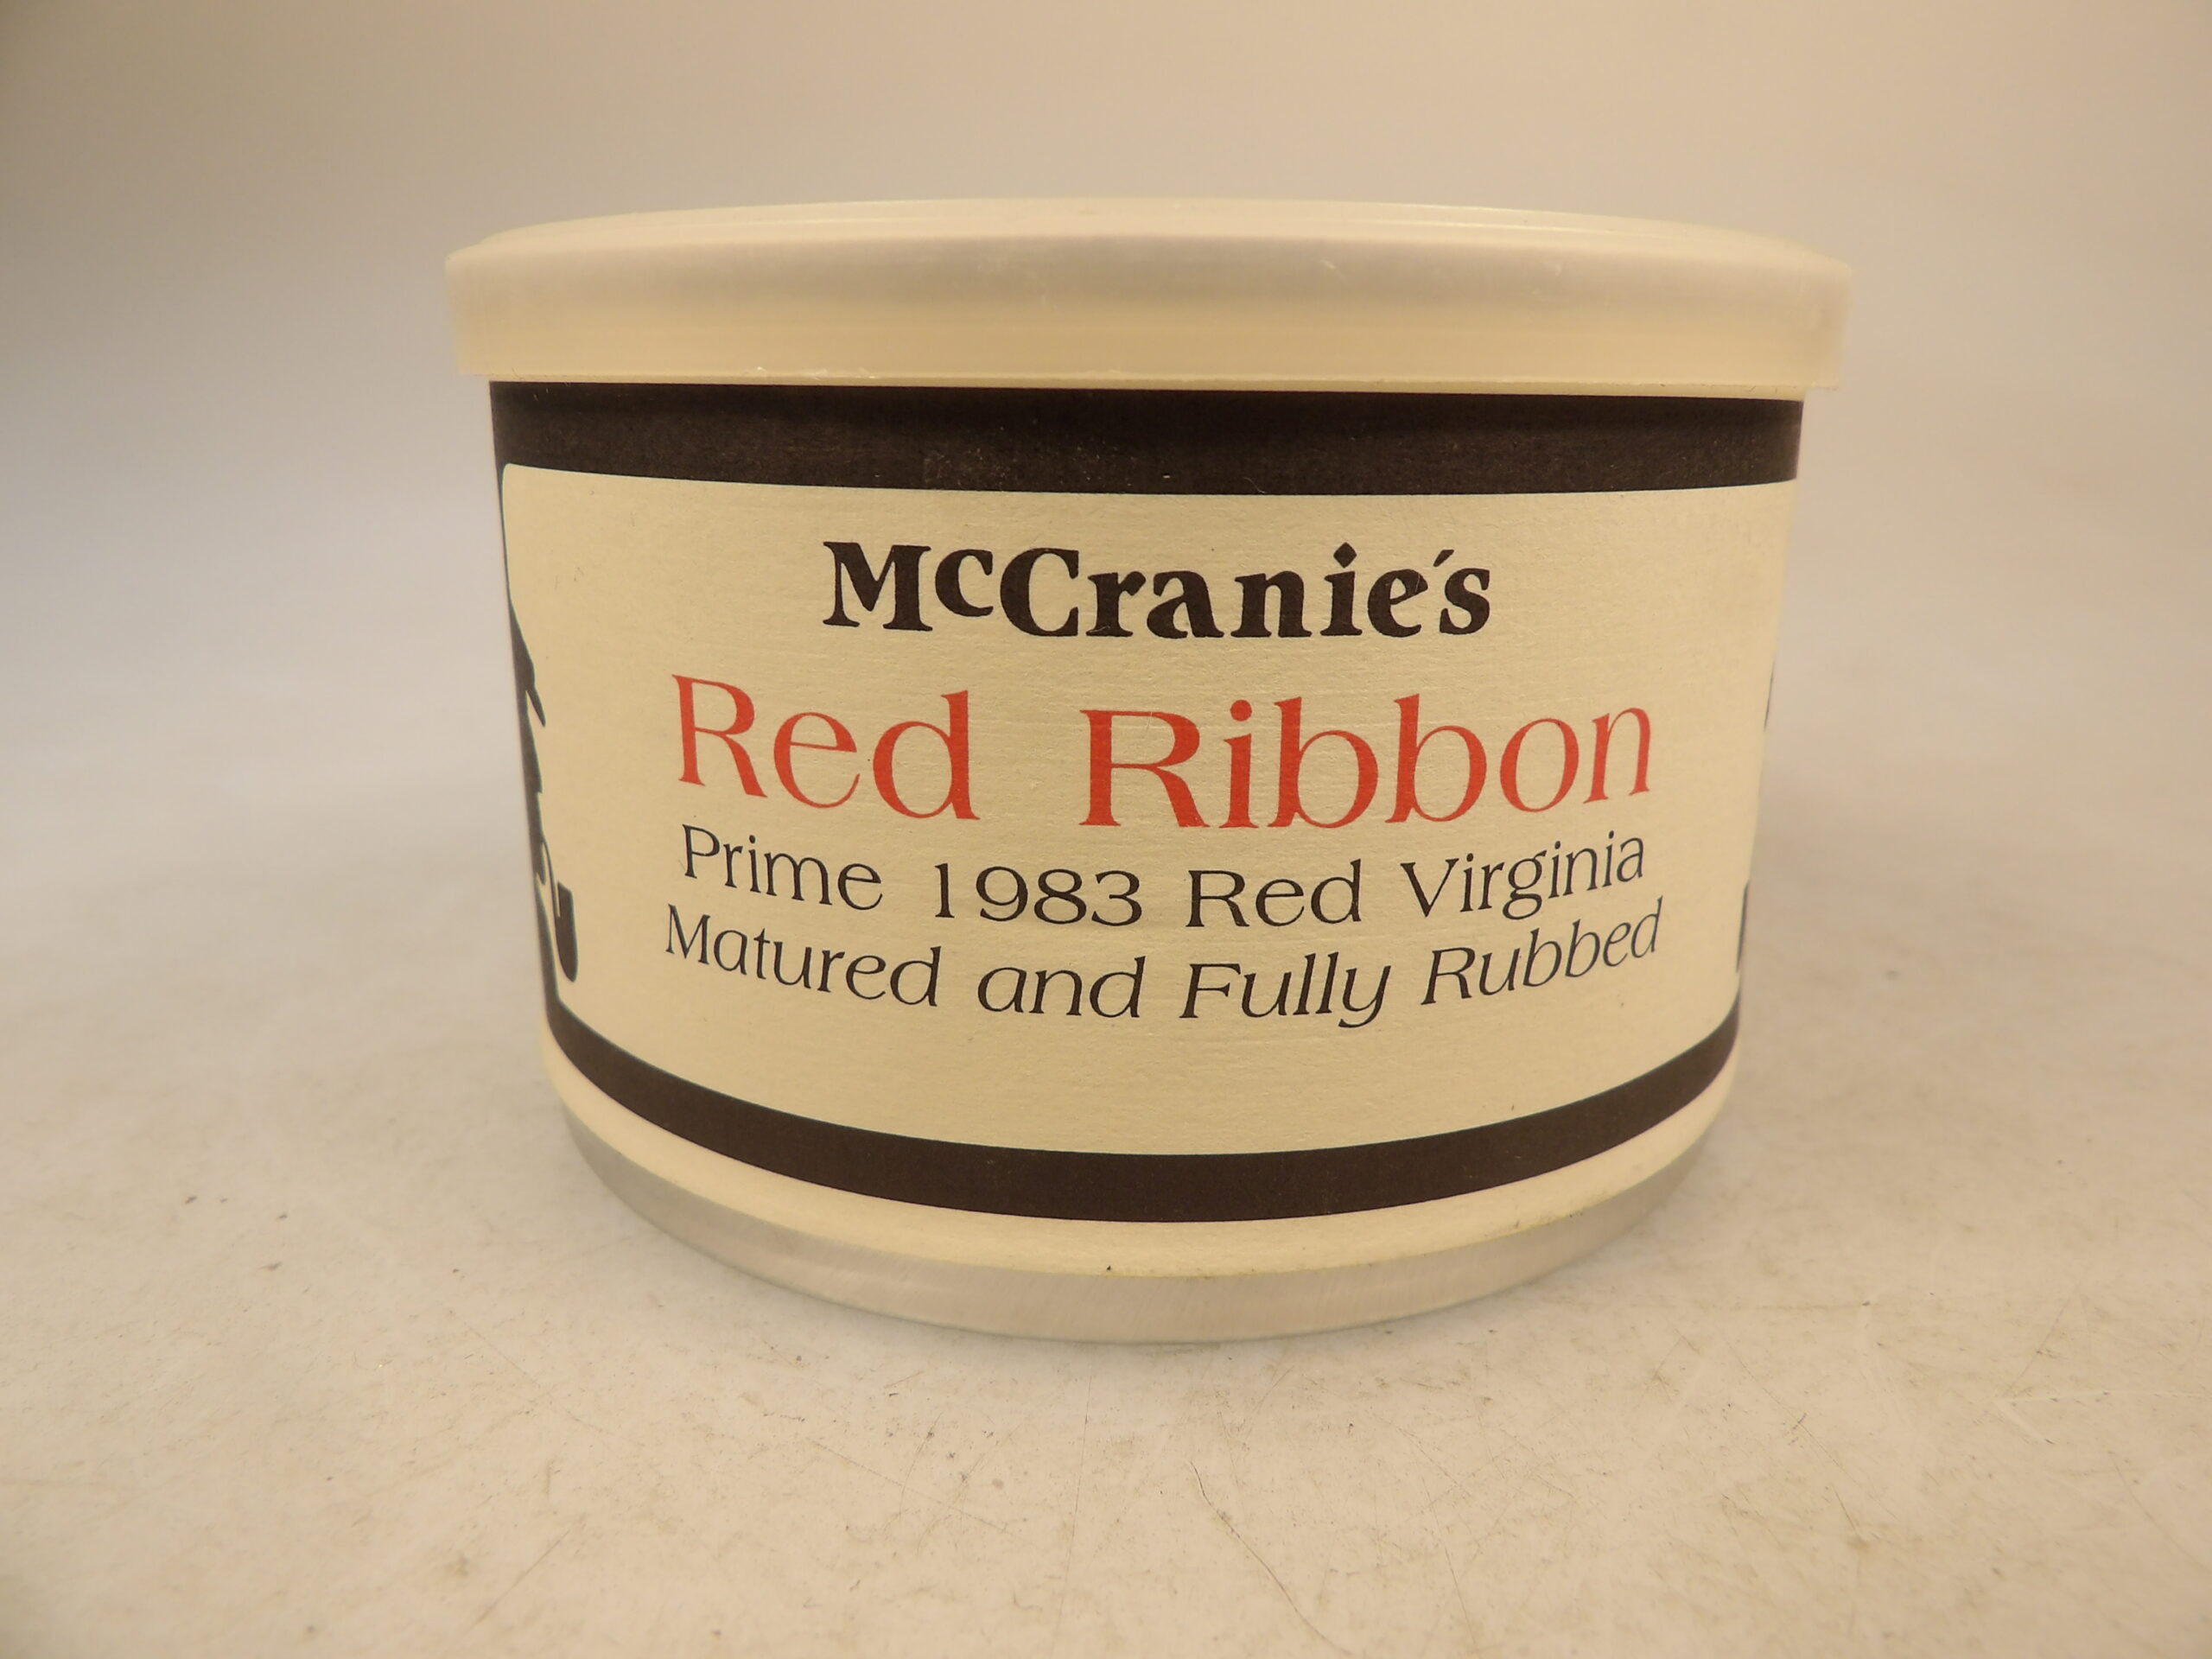 McCranie's
Red Ribbon
Prime 1983 Red Virginia
Matured and Fully Rubbed